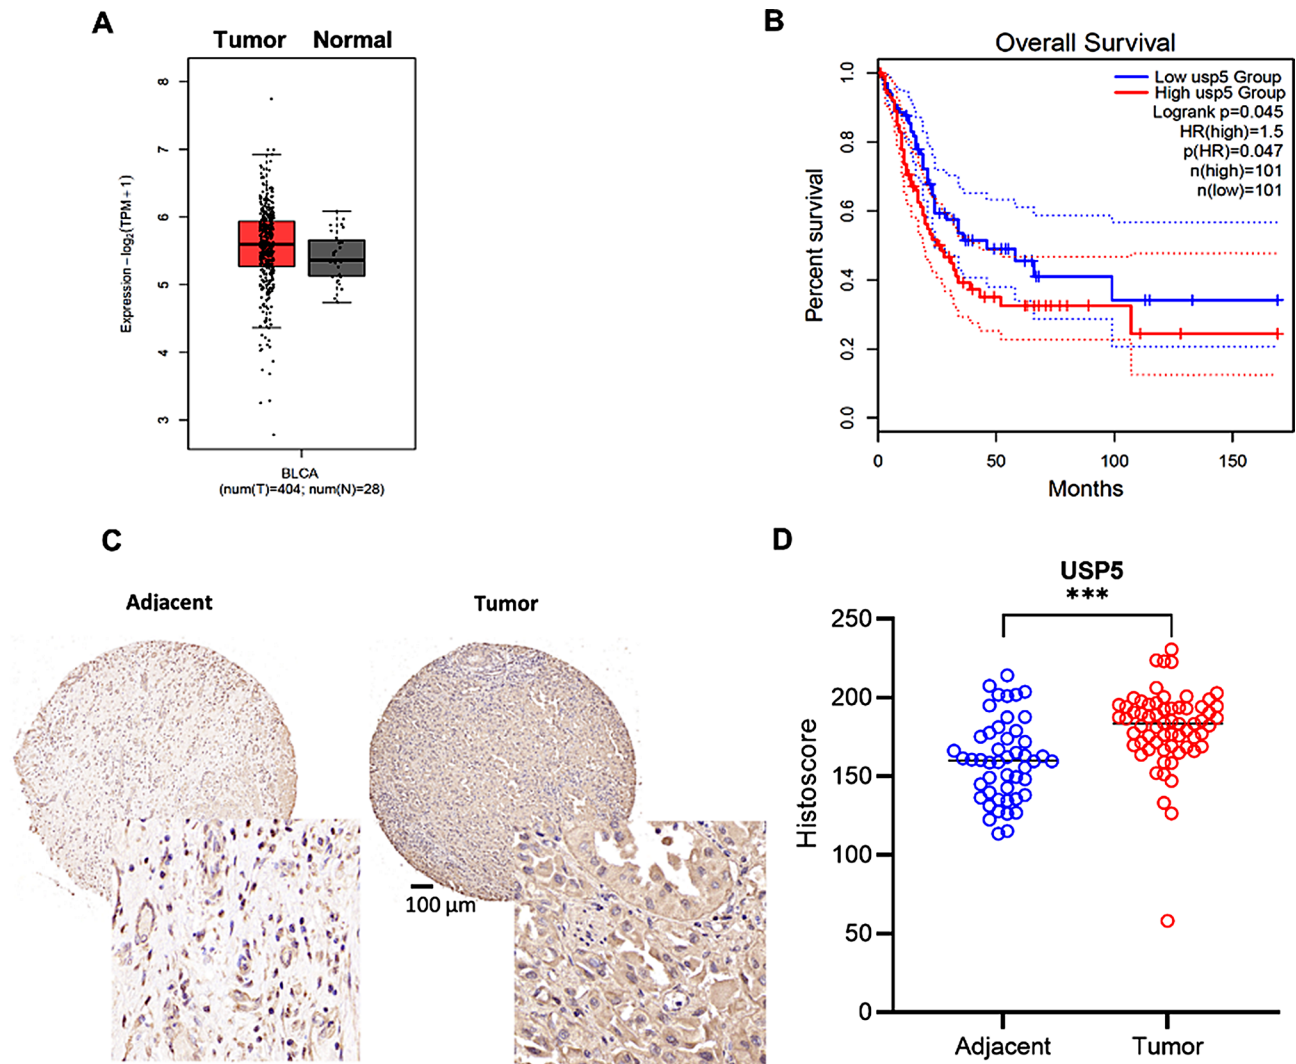 A
Tumor Normal
Expression − log2(TPM + 1)
8
7
6
5
4
3
BLCA
(num(T)=404; num(N)=28)
B
Overall Survival
Low usp5 Group
High usp5 Group
Logrank p=0.045
HR(high)=1.5
p(HR)=0.047
n(high)=101
n(low)=101
Percent survival
1.0
0.8
0.6
0.4
0.2
0.0
0 50 100 150
Months
C
Adjacent Tumor
100 µm
D
USP5
***
Histoscore
250
200
150
100
50
0
Adjacent Tumor